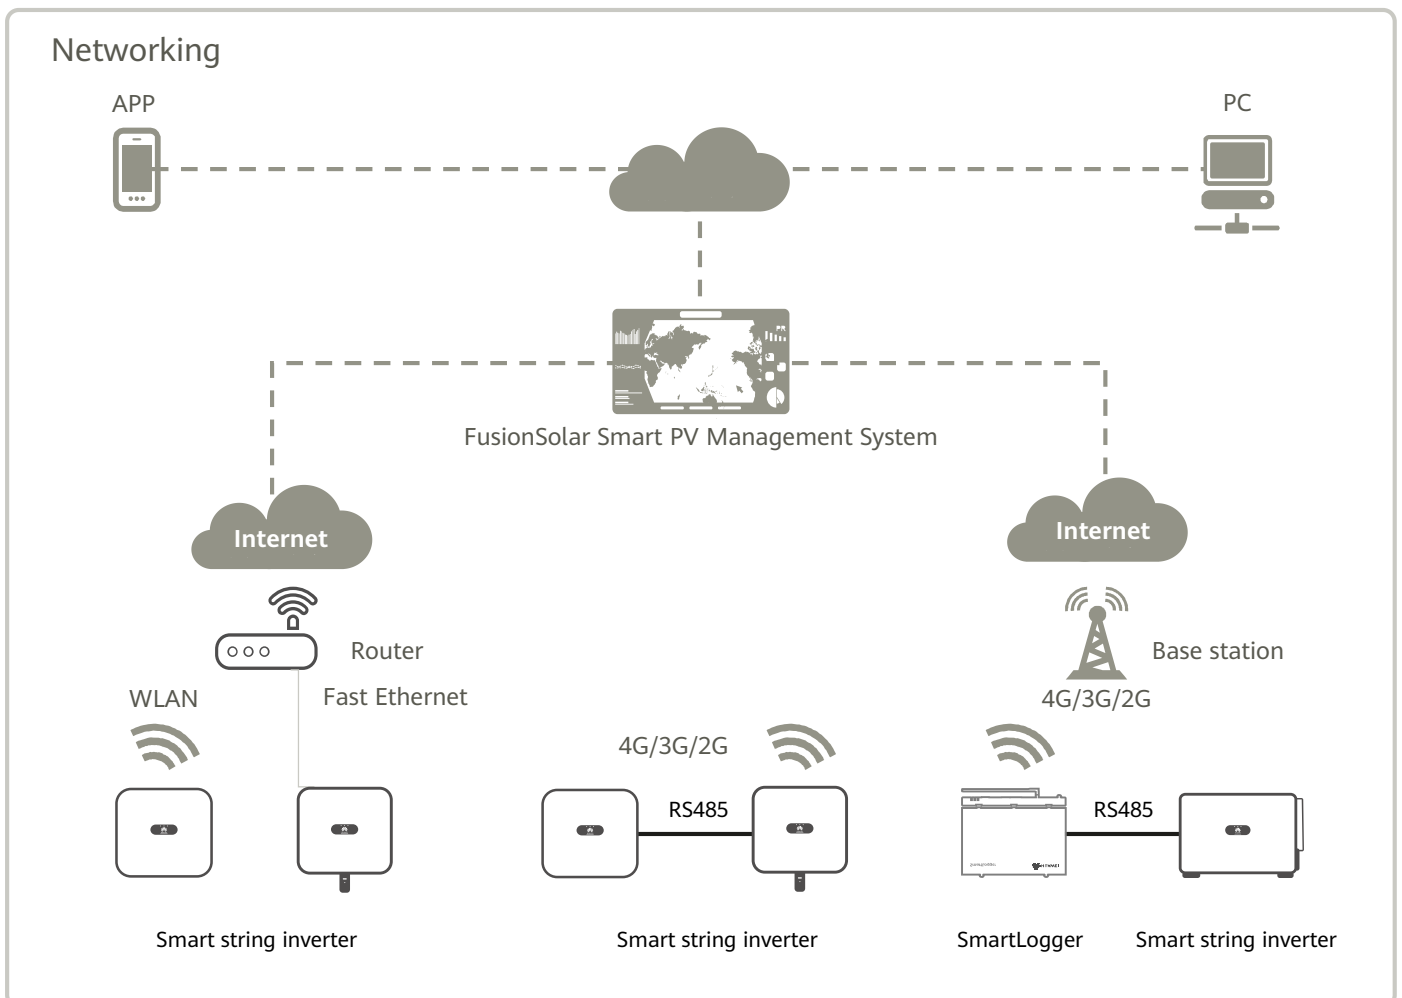 Networking
APP
PC
FusionSolar Smart PV Management System
Internet
Internet
Router
Base station
WLAN
Fast Ethernet
4G/3G/2G
4G/3G/2G
RS485
RS485
Smart string inverter
Smart string inverter
SmartLogger
Smart string inverter